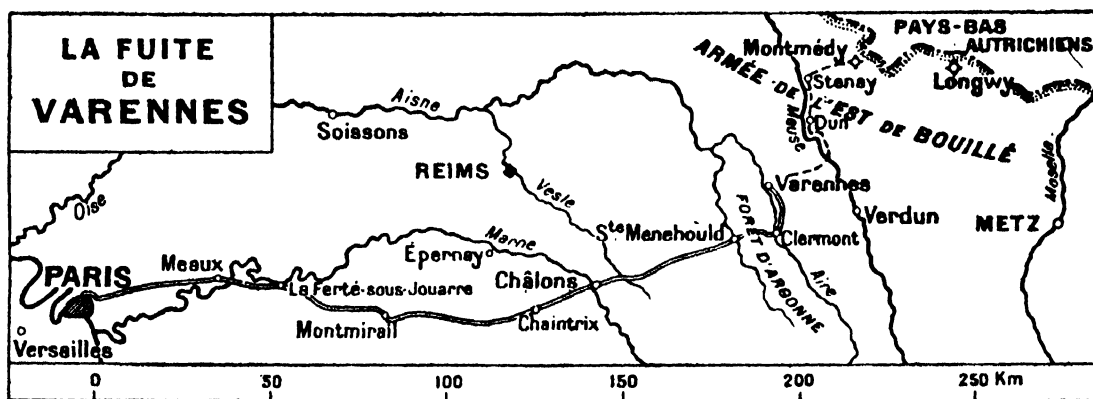 LA FUITE
DE
VARENNES
PAYS-BAS
AUTRICHIENS
Montmédy
Longwy
Stenay
ARMÉE DE L'EST DE BOUILLÉ
Meuse
Dun
Aisne
Soissons
REIMS
Vesle
Moselle
Varennes
Verdun
METZ
Oise
Ste Menehould
Clermont
FORÊT D'ARGONNE
Aire
Marne
Épernay
Châlons
PARIS
Meaux
La Ferté-sous-Jouarre
Montmirail
Chaintrix
Versailles
0 50 100 150 200 250 Km